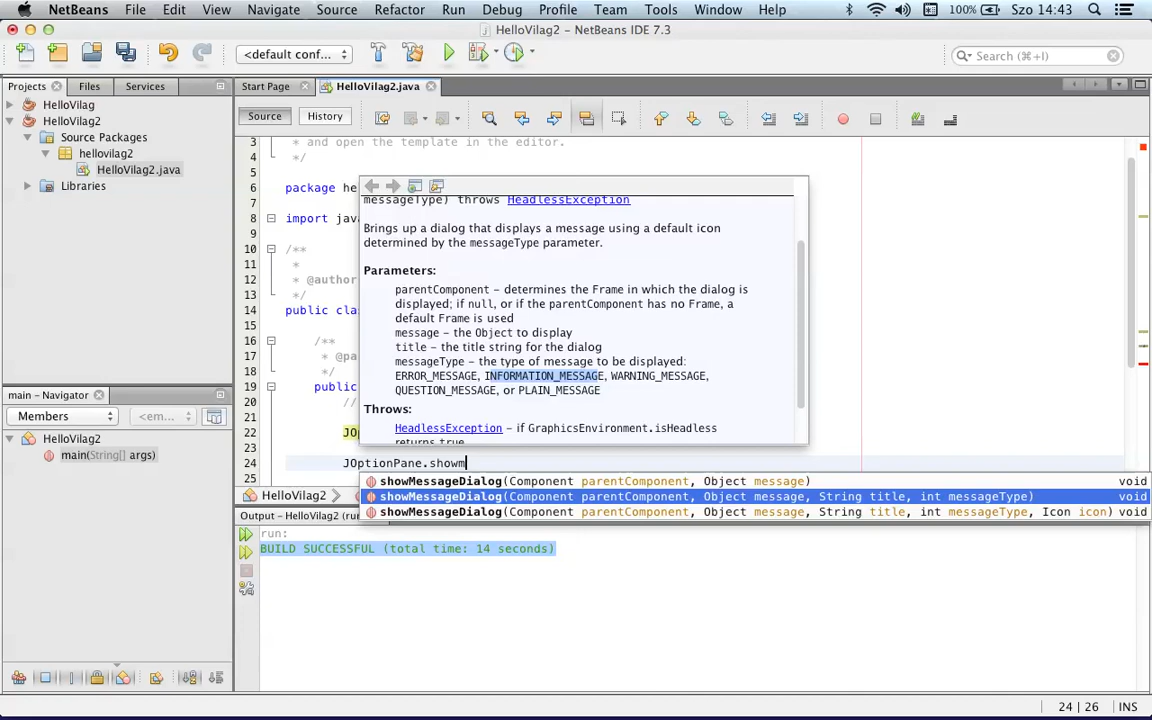 NetBeans File Edit View Navigate Source Refactor Run Debug Profile Team Tools Window Help 100% Szo 14:43
HelloVilag2 - NetBeans IDE 7.3
<default conf... Search (⌘+I)
Projects Files Services Start Page HelloVilag2.java
HelloVilag
HelloVilag2
Source Packages
hellovilag2
HelloVilag2.java
Libraries
Source History
3 * and open the template in the editor.
4 */
6 package he
8 import jav
10 /**
11 *
12 * @author
13 */
14 public clas
16 /**
17 * @pa
18 */
19 public
20 //
21
22 JOp
23
24 JOptionPane.showm
25
messageType) throws HeadlessException
Brings up a dialog that displays a message using a default icon
determined by the messageType parameter.
Parameters:
parentComponent – determines the Frame in which the dialog is
displayed; if null, or if the parentComponent has no Frame, a
default Frame is used
message – the Object to display
title – the title string for the dialog
messageType – the type of message to be displayed:
ERROR_MESSAGE, INFORMATION_MESSAGE, WARNING_MESSAGE,
QUESTION_MESSAGE, or PLAIN_MESSAGE
Throws:
HeadlessException – if GraphicsEnvironment.isHeadless
returns true
showMessageDialog(Component parentComponent, Object message) void
showMessageDialog(Component parentComponent, Object message, String title, int messageType) void
showMessageDialog(Component parentComponent, Object message, String title, int messageType, Icon icon) void
main - Navigator
Members <em...
HelloVilag2
main(String[] args)
HelloVilag2
Output - HelloVilag2 (ru
run:
BUILD SUCCESSFUL (total time: 14 seconds)
24 | 26 INS